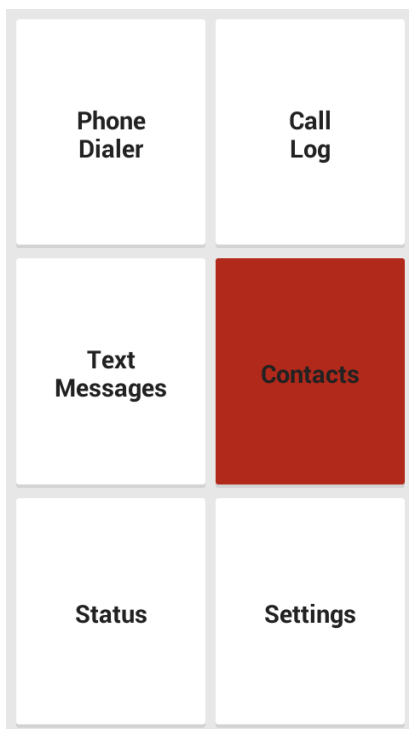 Phone
Dialer
Call
Log
Text
Messages
Contacts
Status
Settings